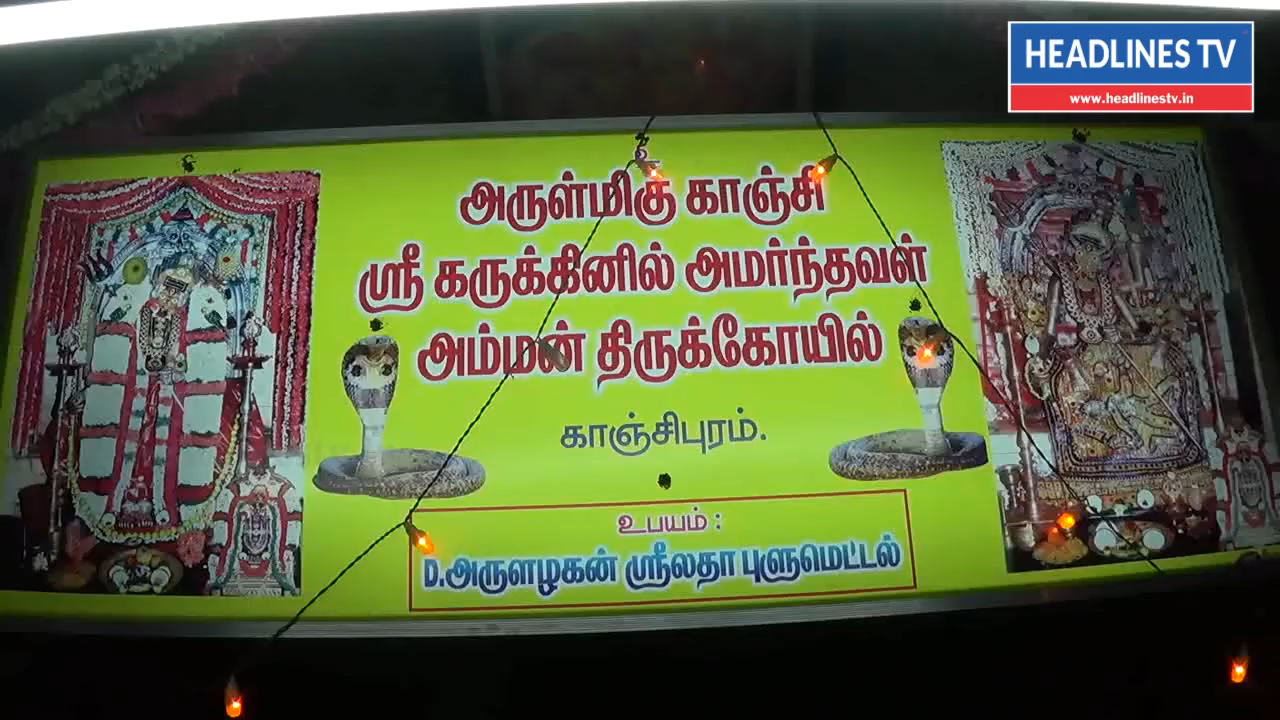 HEADLINES TV
www.headlinestv.in
உ
அருள்மிகு காஞ்சி
ஸ்ரீ கருக்கினில் அமர்ந்தவள்
அம்மன் திருக்கோயில்
காஞ்சிபுரம்.
உபயம் :
D.அருளழகன் ஸ்ரீலதா புளுமெட்டல்